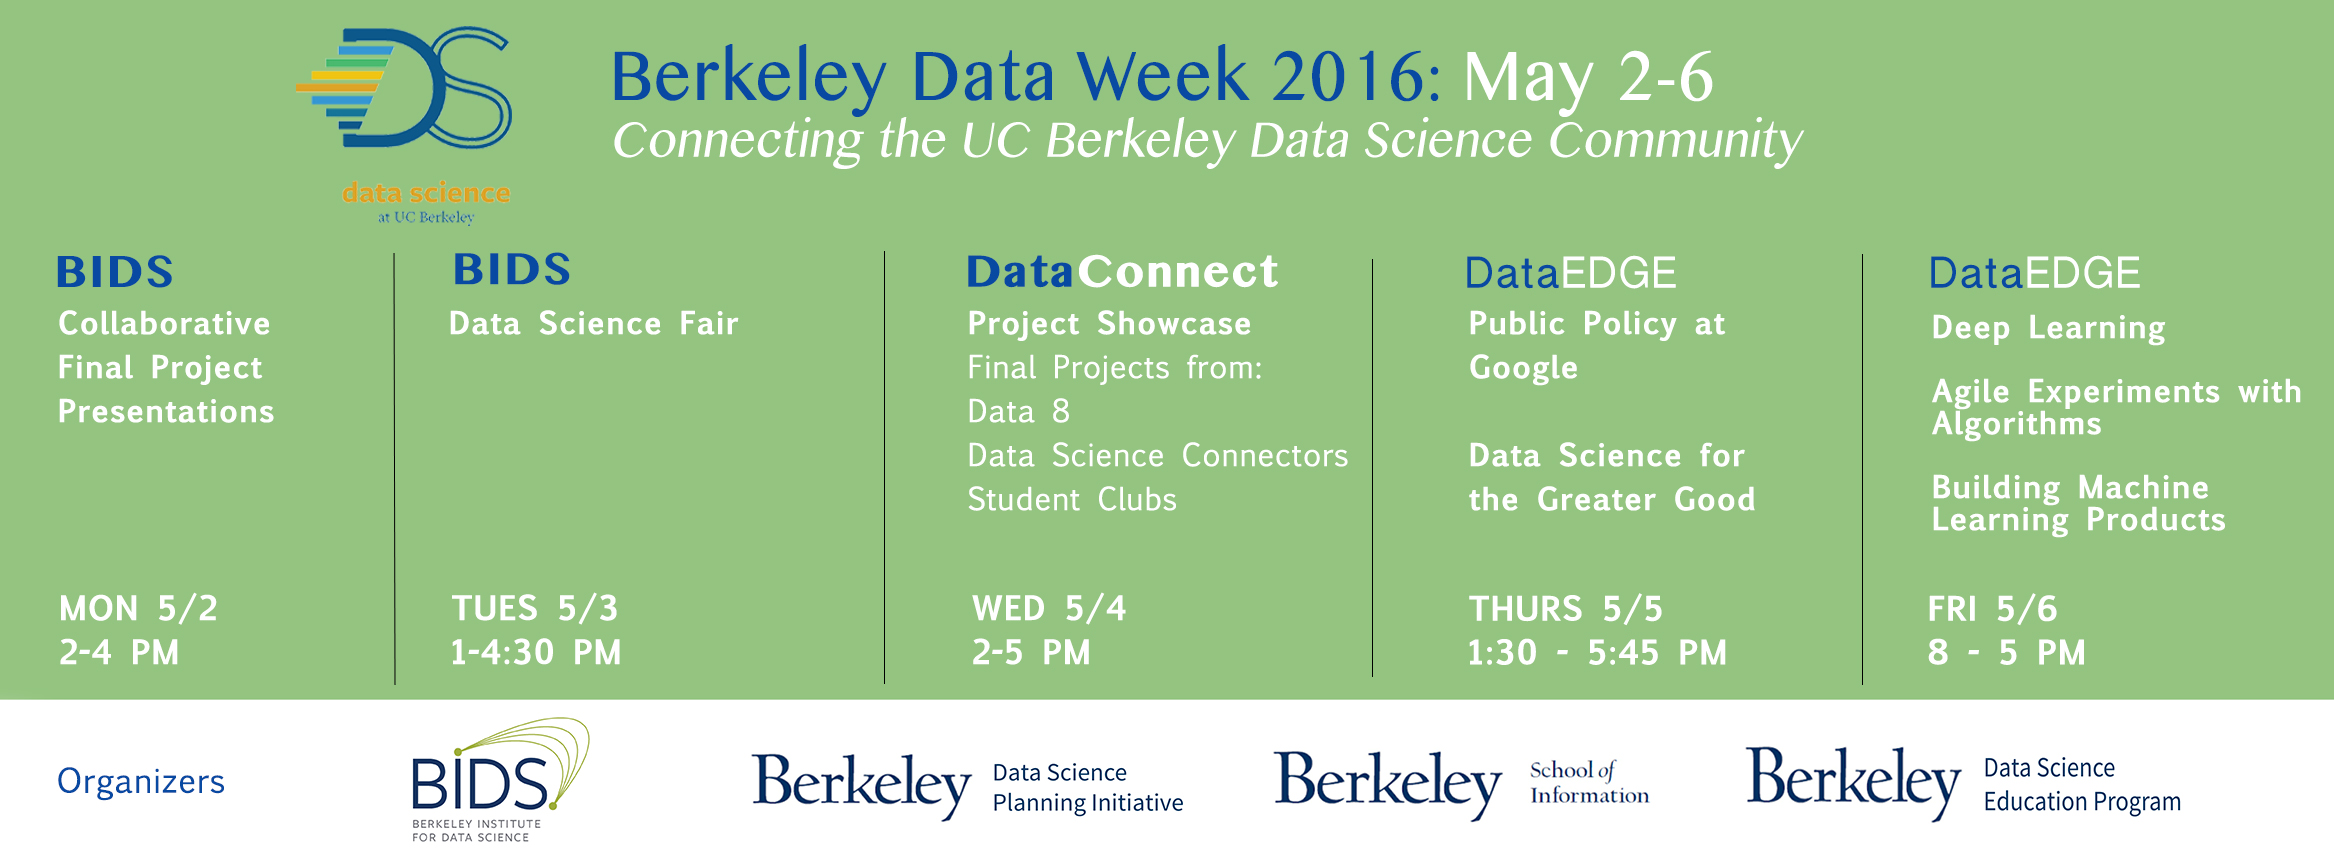 DS
data science
at UC Berkeley
Berkeley Data Week 2016: May 2-6
Connecting the UC Berkeley Data Science Community
BIDS
Collaborative
Final Project
Presentations
MON 5/2
2-4 PM
BIDS
Data Science Fair
TUES 5/3
1-4:30 PM
DataConnect
Project Showcase
Final Projects from:
Data 8
Data Science Connectors
Student Clubs
WED 5/4
2-5 PM
DataEDGE
Public Policy at
Google
Data Science for
the Greater Good
THURS 5/5
1:30 - 5:45 PM
DataEDGE
Deep Learning
Agile Experiments with
Algorithms
Building Machine
Learning Products
FRI 5/6
8 - 5 PM
Organizers
BIDS
BERKELEY INSTITUTE
FOR DATA SCIENCE
Berkeley
Data Science
Planning Initiative
Berkeley
School of
Information
Berkeley
Data Science
Education Program